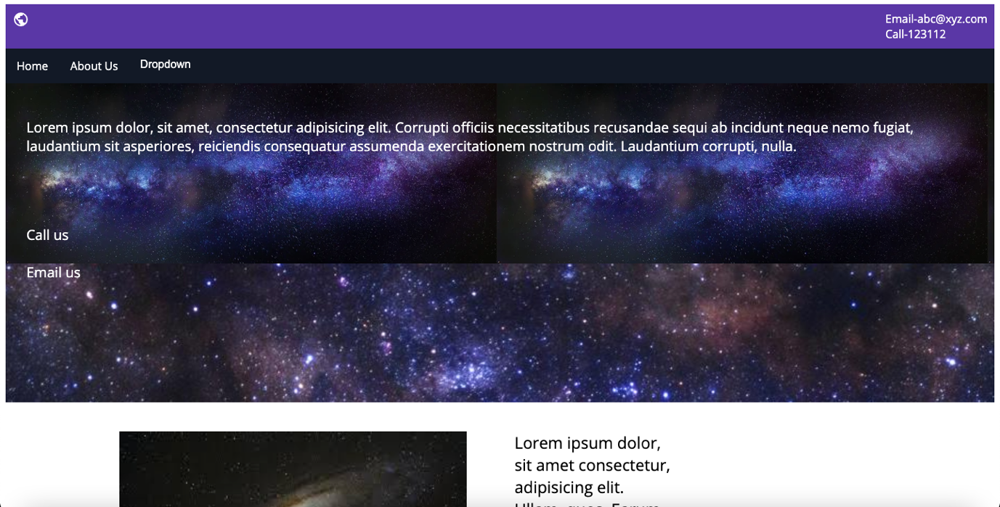 Email-abc@xyz.com
Call-123112
Home About Us Dropdown
Lorem ipsum dolor, sit amet, consectetur adipisicing elit. Corrupti officiis necessitatibus recusandae sequi ab incidunt neque nemo fugiat,
laudantium sit asperiores, reiciendis consequatur assumenda exercitationem nostrum odit. Laudantium corrupti, nulla.
Call us
Email us
Lorem ipsum dolor,
sit amet consectetur,
adipisicing elit.